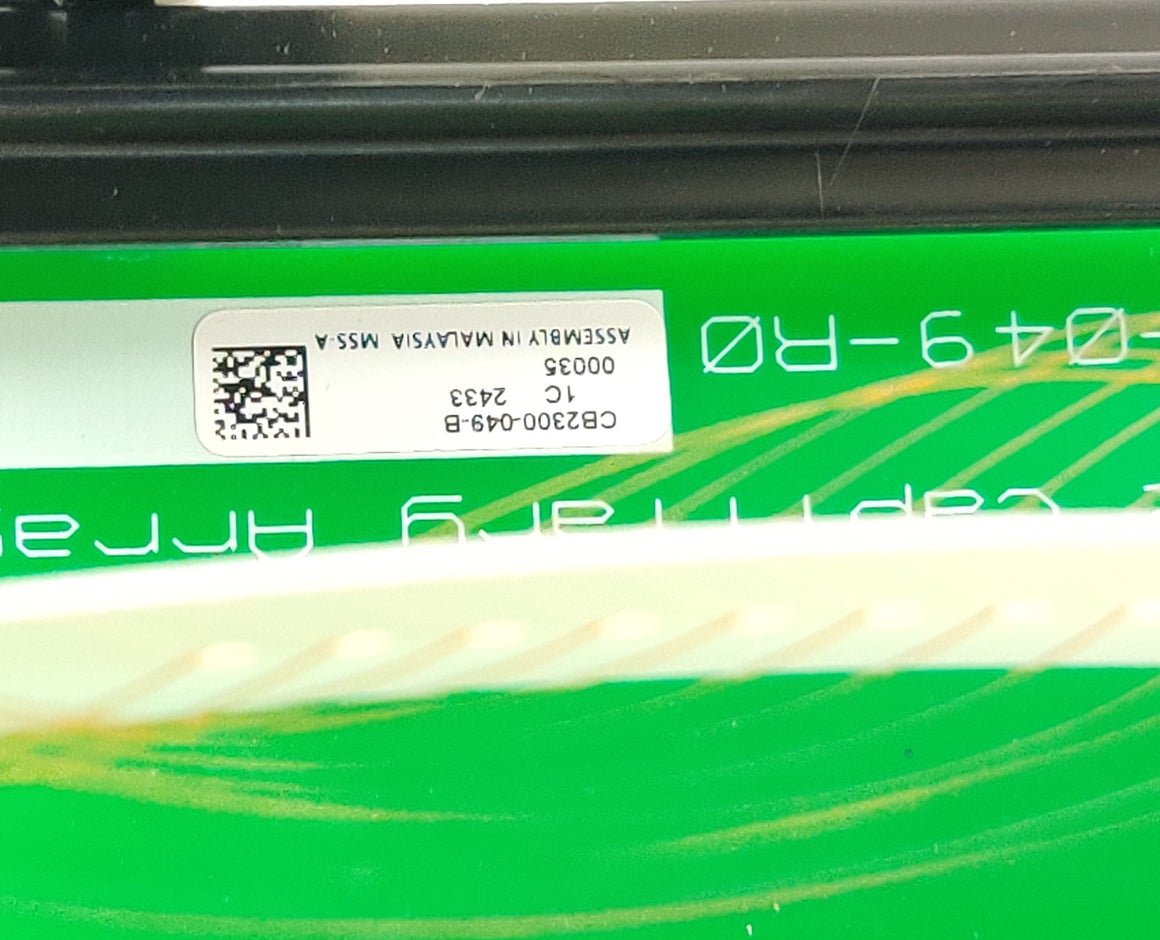 Capillary Array
-049-R0
CB2300-049-B
1C 2433
00035
ASSEMBLY IN MALAYSIA MSS-A